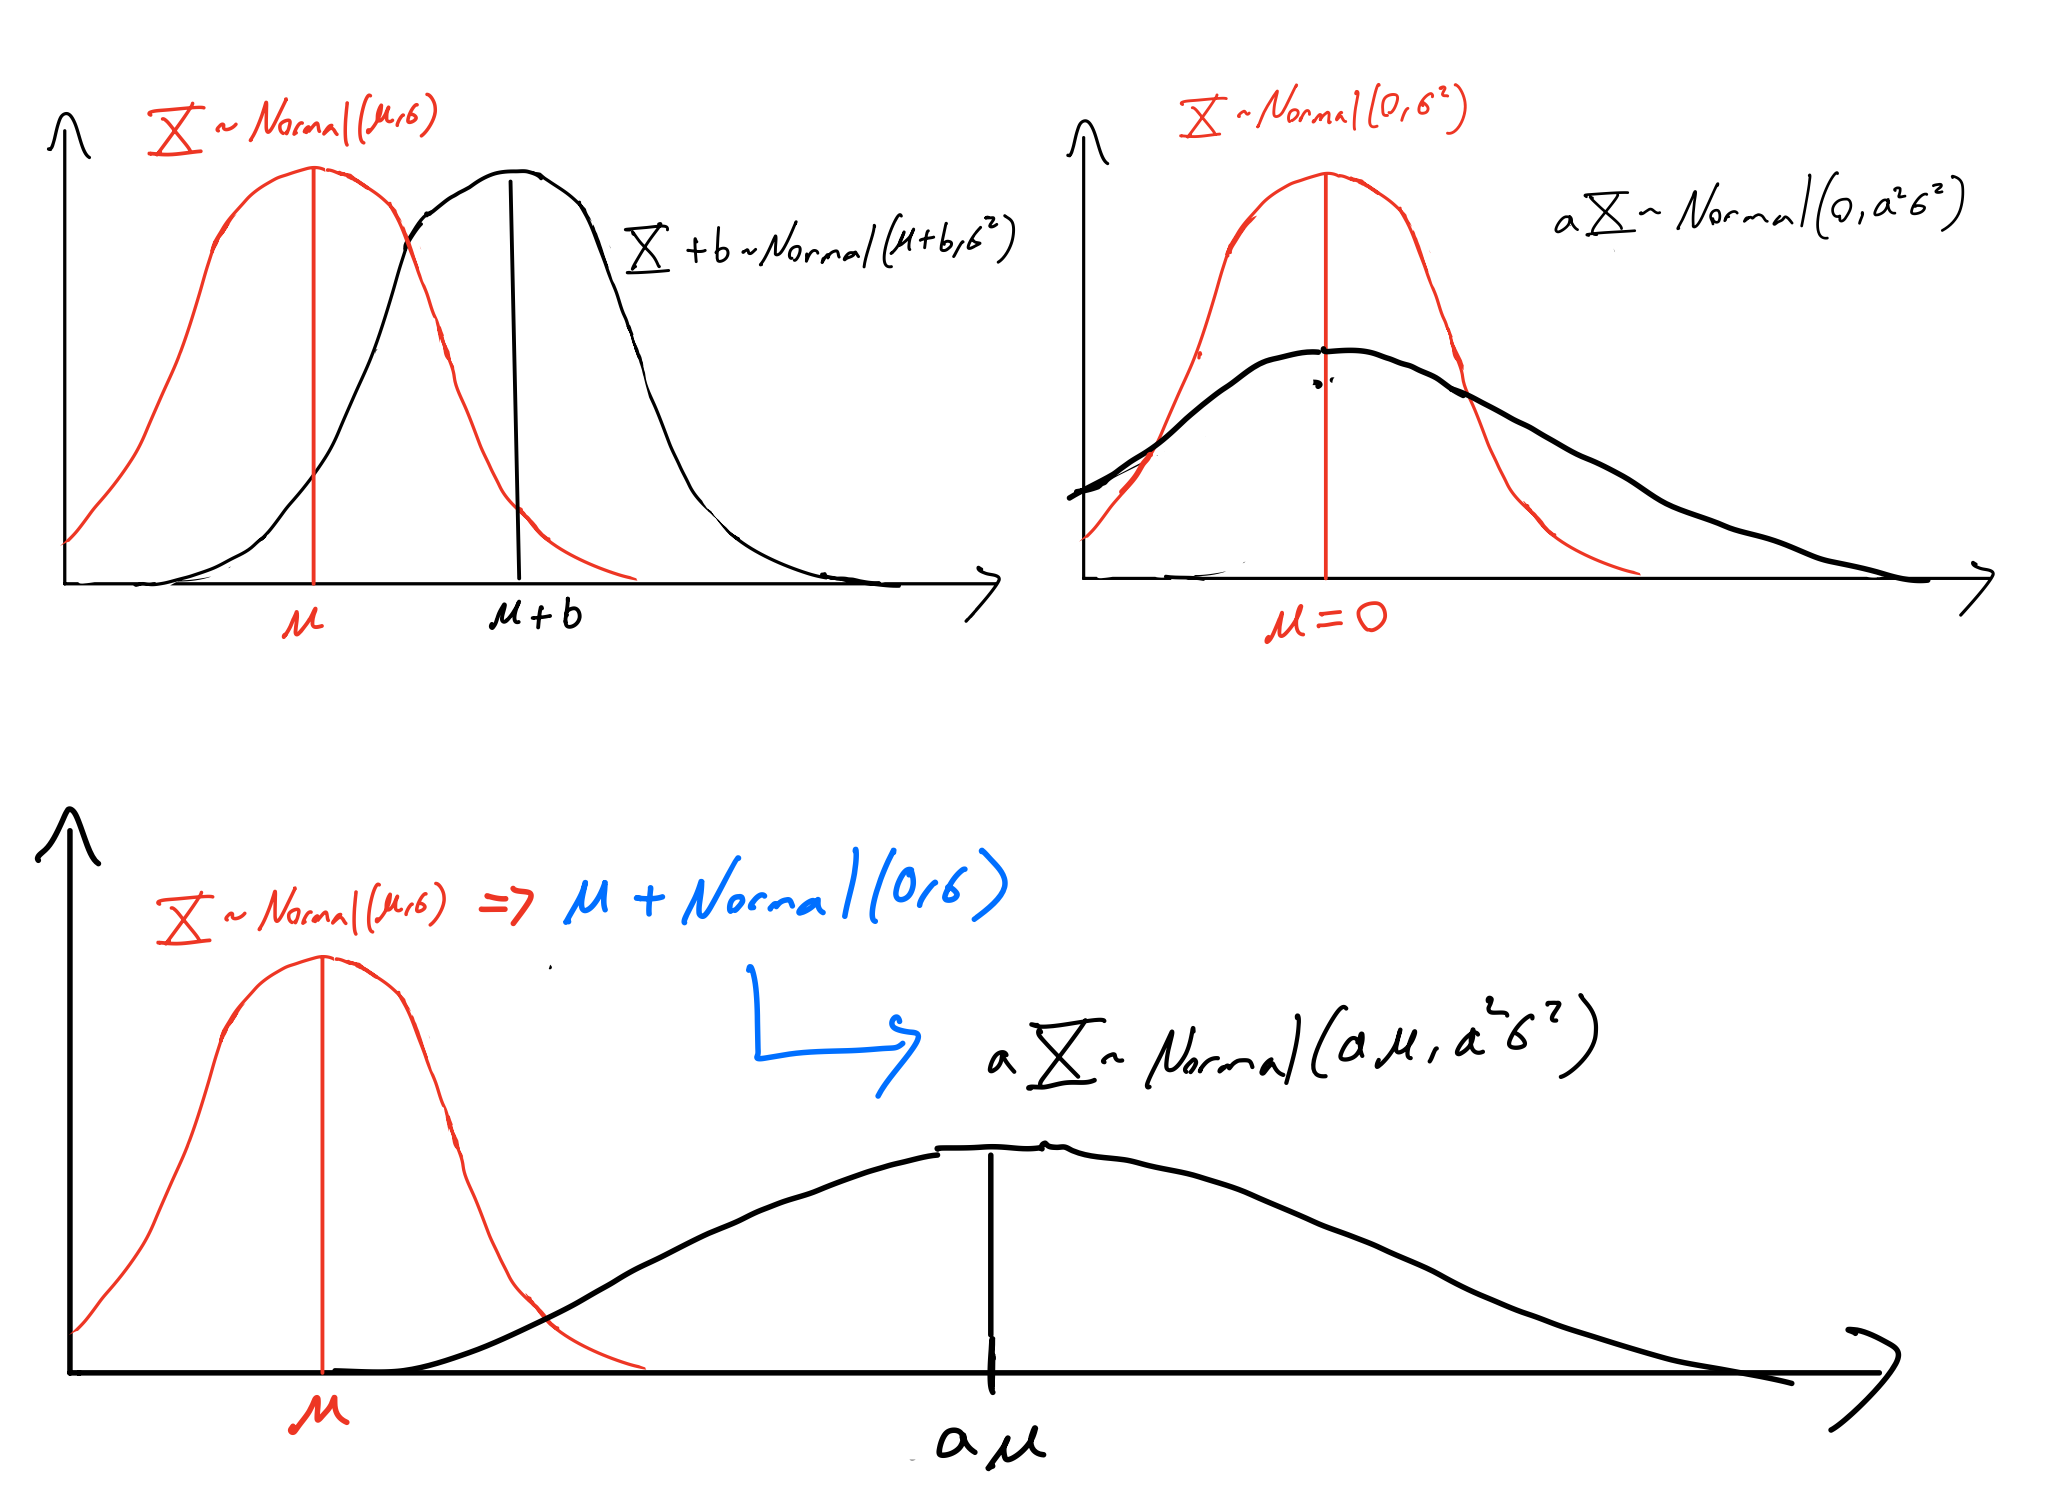 X ~ Normal(μ,σ)
X + b ~ Normal(μ+b,σ²)
μ
μ + b
X ~ Normal(0,σ²)
aX ~ Normal(0, a²σ²)
μ = 0
X ~ Normal(μ,σ) => μ + Normal(0,σ)
aX ~ Normal(aμ, a²σ²)
μ
aμ